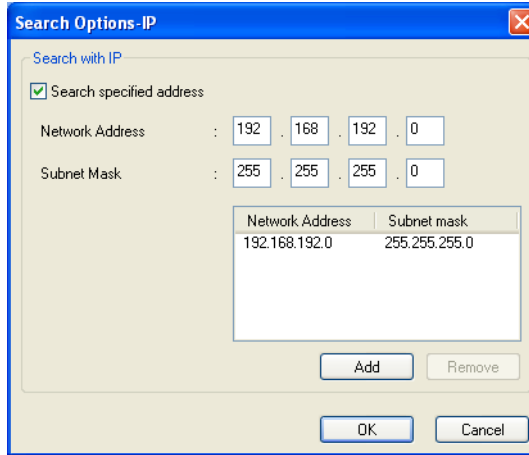 Search Options-IP
Search with IP
Search specified address
Network Address : 192 . 168 . 192 . 0
Subnet Mask : 255 . 255 . 255 . 0
Network Address Subnet mask
192.168.192.0 255.255.255.0
Add Remove
OK Cancel